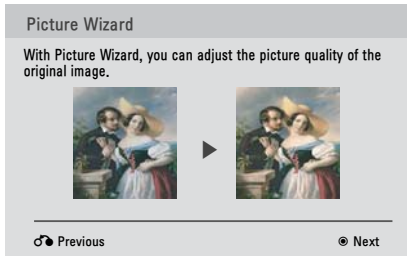 Picture Wizard
With Picture Wizard, you can adjust the picture quality of the
original image.
Previous
Next